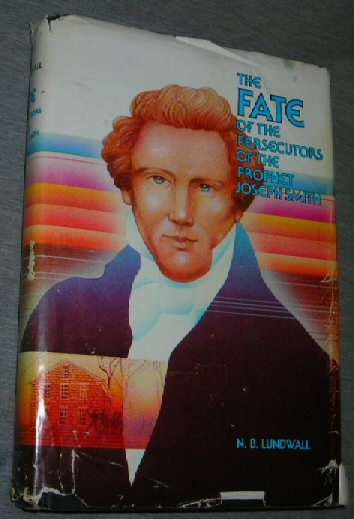 THE
FATE
OF THE
PERSECUTORS
OF THE
PROPHET
JOSEPH SMITH
N. B. LUNDWALL